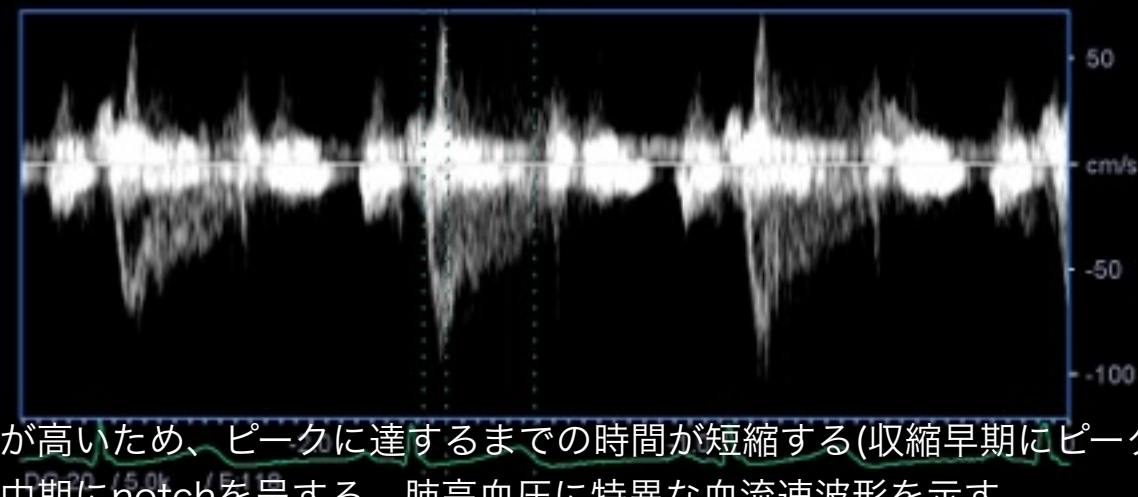 50
cm/s
-50
-100
が高いため、ピークに達するまでの時間が短縮する(収縮早期にピーク
中期にnotchを呈する。肺高血圧に特異な血流速波形を示す